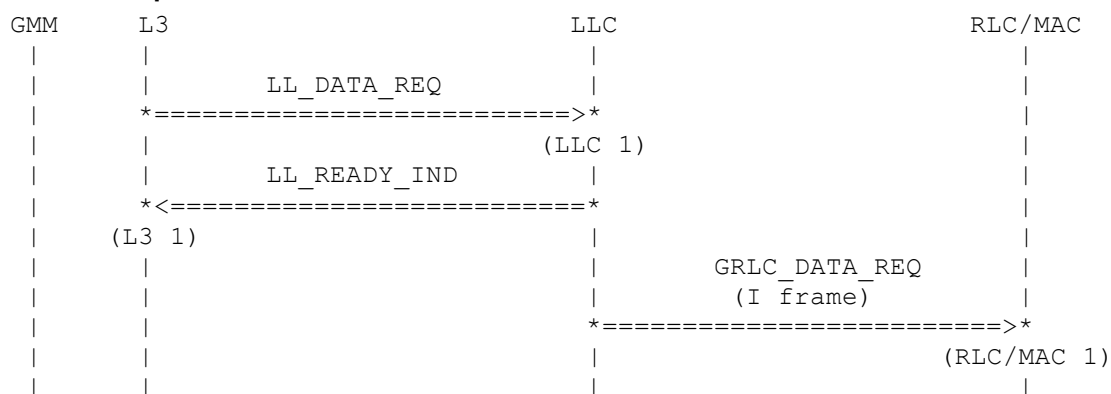 GMM L3 LLC RLC/MAC
| | | |
| | LL_DATA_REQ | |
| *==========================>* |
| | (LLC 1) |
| | LL_READY_IND | |
| *<==========================* |
| (L3 1) | |
| | | GRLC_DATA_REQ |
| | | (I frame) |
| | *=========================>*
| | | (RLC/MAC 1)
| | | |